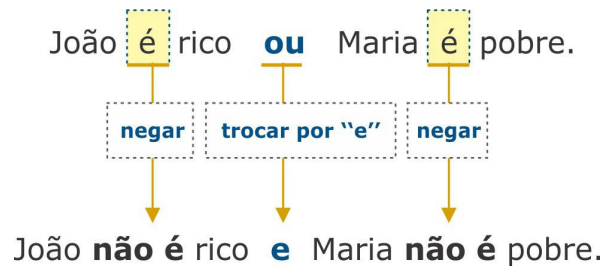 João é rico ou Maria é pobre.
negar trocar por “e” negar
João não é rico e Maria não é pobre.